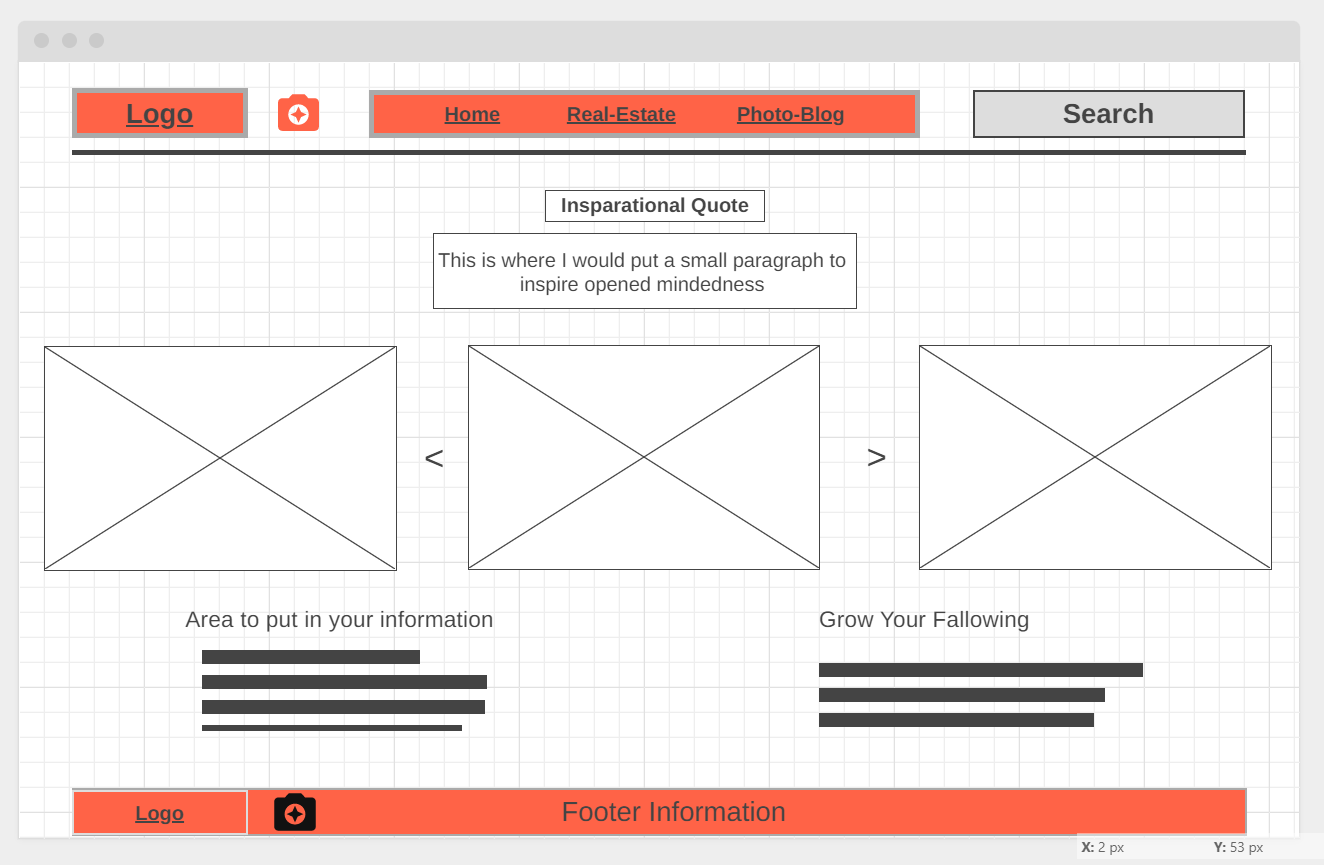 Logo
Home Real-Estate Photo-Blog
Search
Insparational Quote
This is where I would put a small paragraph to
inspire opened mindedness
< >
Area to put in your information
Grow Your Fallowing
Logo
Footer Information
X: 2 px Y: 53 px